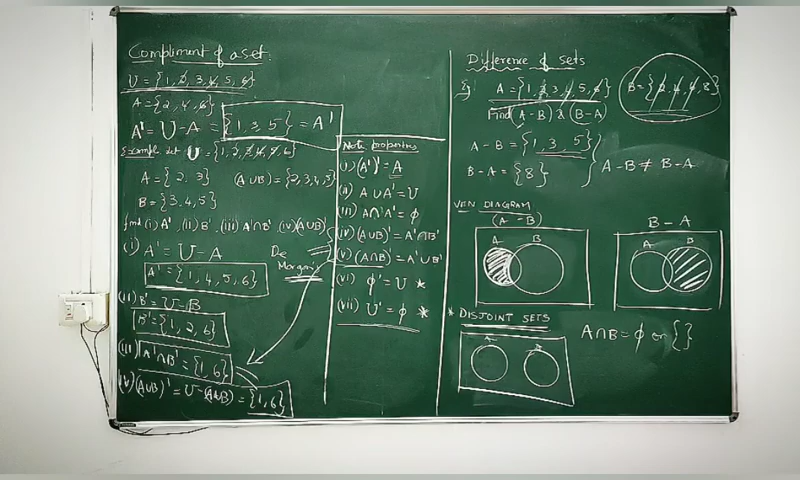 Compliment of a set:
U = {1, 2, 3, 4, 5, 6}
A = {2, 4, 6}
A' = U - A = {1, 3, 5} = A'
Example let U = {1, 2, 3, 4, 5, 6}
A = {2, 3} (A∪B) = {2, 3, 4, 5}
B = {3, 4, 5}
find (i) A', (ii) B', (iii) A'∩B' (iv) (A∪B)'
(i) A' = U - A
A' = {1, 4, 5, 6}
(ii) B' = U - B
B' = {1, 2, 6}
(iii) A'∩B' = {1, 6}
(iv) (A∪B)' = U - (A∪B) = {1, 6}
De Morgan's
Note properties
(i) (A')' = A
(ii) A∪A' = U
(iii) A∩A' = ϕ
(iv) (A∪B)' = A'∩B'
(v) (A∩B)' = A'∪B'
(vi) ϕ' = U *
(vii) U' = ϕ *
Difference of sets
Eg: A = {1, 2, 3, 4, 5, 6} B = {2, 4, 6, 8}
Find (A-B) & (B-A)
A - B = {1, 3, 5}
B - A = {8}
A-B ≠ B-A
VEN DIAGRAM
(A - B)
A B
B - A
A B
* DISJOINT SETS
A B
A∩B = ϕ or { }